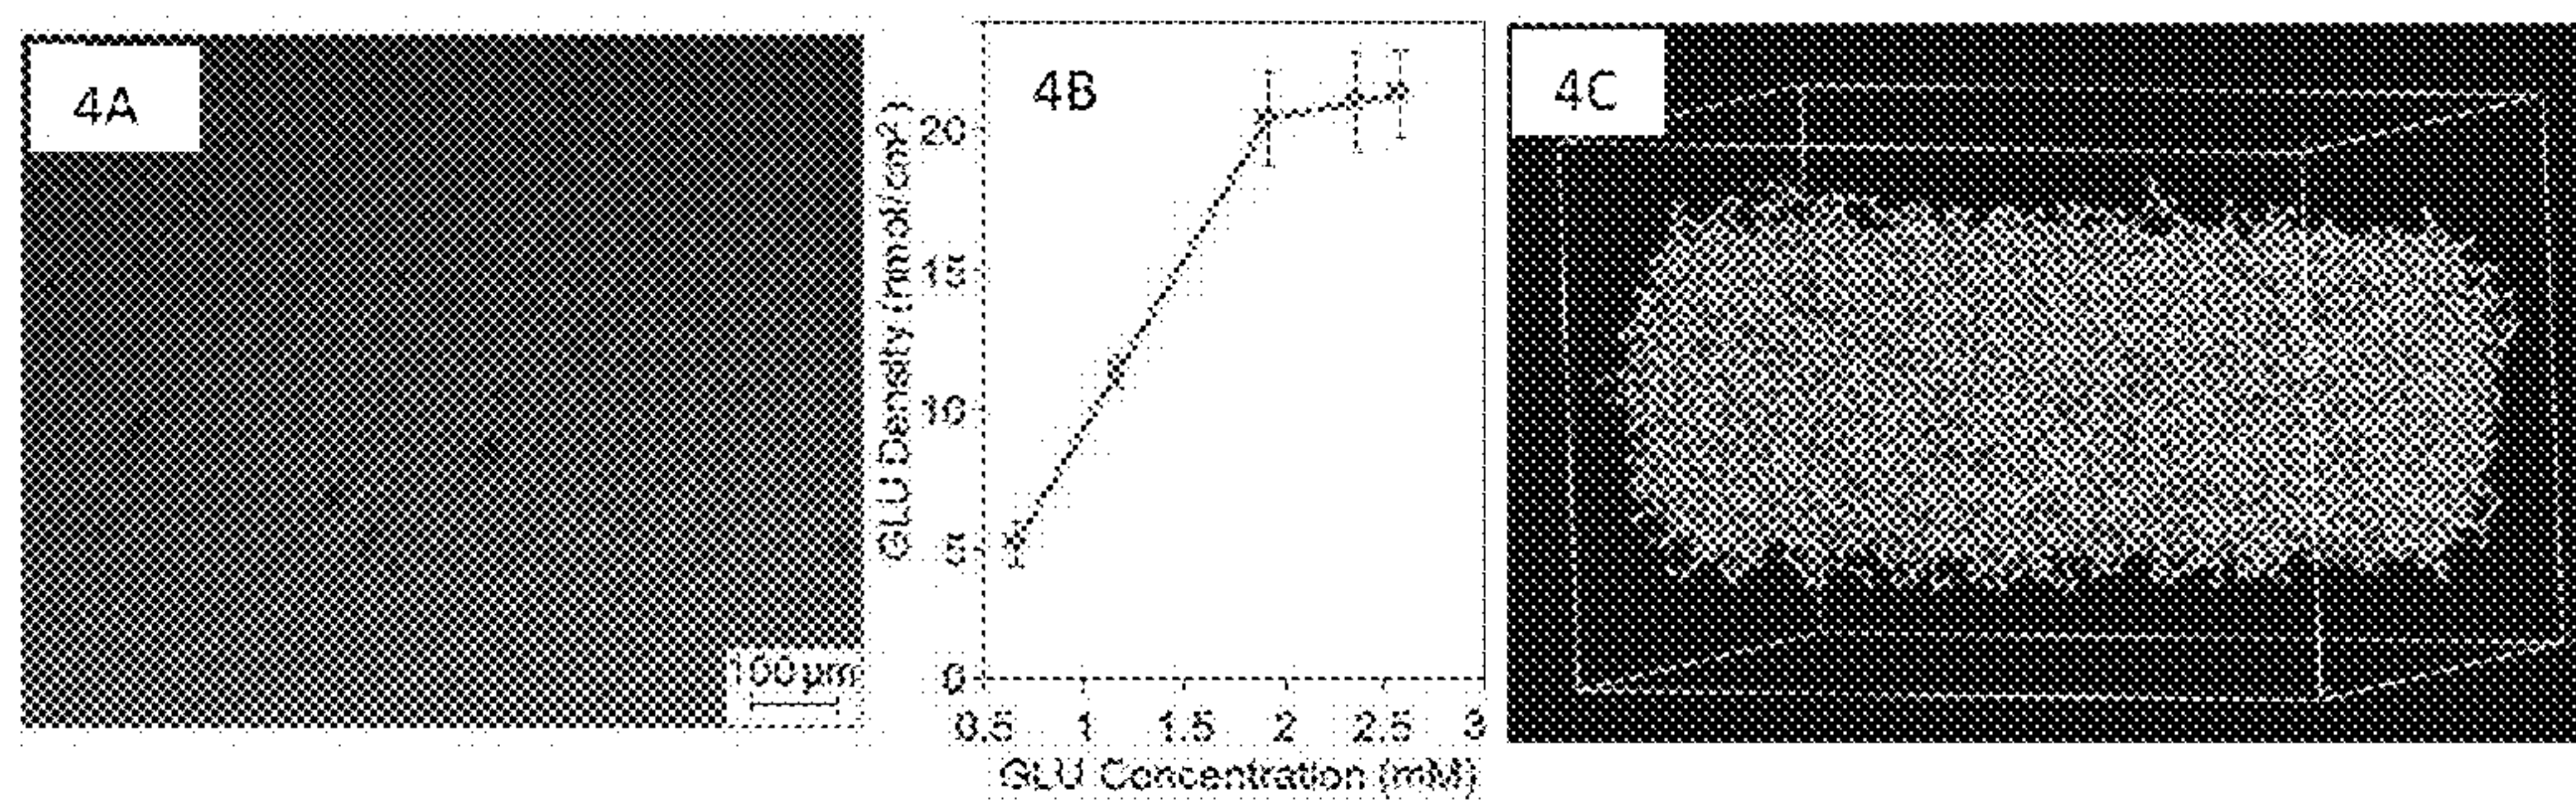 4A
100 µm
4B
GLU Density (nmol/cm²)
20
15
10
5
0
0.5 1 1.5 2 2.5 3
GLU Concentration (mM)
4C